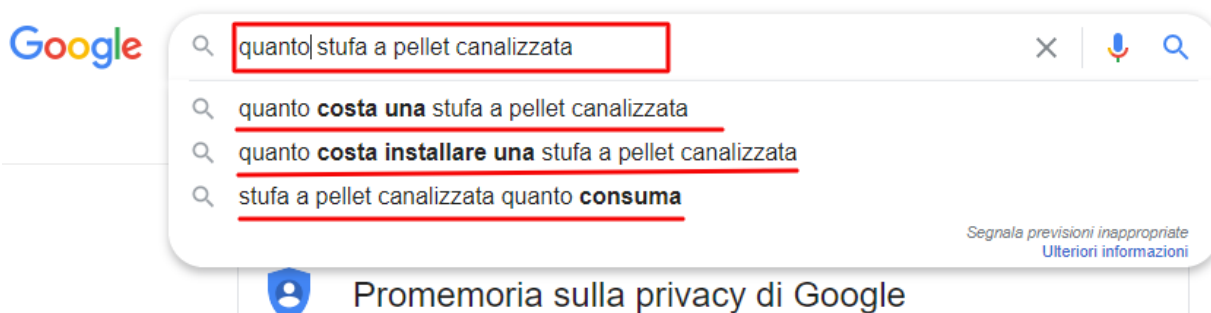 Google
quanto stufa a pellet canalizzata
quanto costa una stufa a pellet canalizzata
quanto costa installare una stufa a pellet canalizzata
stufa a pellet canalizzata quanto consuma
Segnala previsioni inappropriate
Ulteriori informazioni
Promemoria sulla privacy di Google